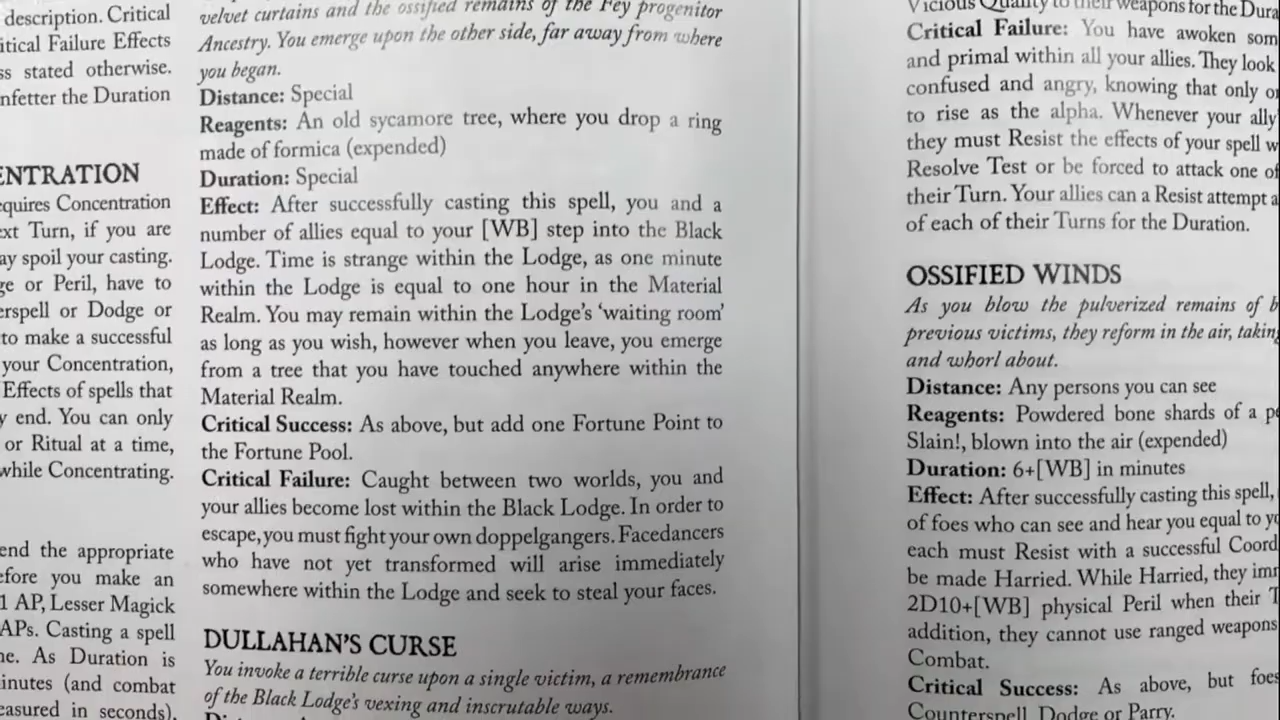 description. Critical
itical Failure Effects
ss stated otherwise.
nfetter the Duration
ENTRATION
equires Concentration
ext Turn, if you are
ay spoil your casting.
ge or Peril, have to
erspell or Dodge or
to make a successful
your Concentration,
Effects of spells that
y end. You can only
or Ritual at a time,
while Concentrating.
end the appropriate
efore you make an
1 AP, Lesser Magick
APs. Casting a spell
ne. As Duration is
inutes (and combat
easured in seconds),
velvet curtains and the ossified remains of the Fey progenitor
Ancestry. You emerge upon the other side, far away from where
you began.
Distance: Special
Reagents: An old sycamore tree, where you drop a ring
made of formica (expended)
Duration: Special
Effect: After successfully casting this spell, you and a
number of allies equal to your [WB] step into the Black
Lodge. Time is strange within the Lodge, as one minute
within the Lodge is equal to one hour in the Material
Realm. You may remain within the Lodge's ‘waiting room’
as long as you wish, however when you leave, you emerge
from a tree that you have touched anywhere within the
Material Realm.
Critical Success: As above, but add one Fortune Point to
the Fortune Pool.
Critical Failure: Caught between two worlds, you and
your allies become lost within the Black Lodge. In order to
escape, you must fight your own doppelgangers. Facedancers
who have not yet transformed will arise immediately
somewhere within the Lodge and seek to steal your faces.
DULLAHAN'S CURSE
You invoke a terrible curse upon a single victim, a remembrance
of the Black Lodge's vexing and inscrutable ways.
Vicious Quality to their weapons for the Dura
Critical Failure: You have awoken som
and primal within all your allies. They look
confused and angry, knowing that only o
to rise as the alpha. Whenever your ally
they must Resist the effects of your spell w
Resolve Test or be forced to attack one of
their Turn. Your allies can a Resist attempt a
of each of their Turns for the Duration.
OSSIFIED WINDS
As you blow the pulverized remains of b
previous victims, they reform in the air, taking
and whorl about.
Distance: Any persons you can see
Reagents: Powdered bone shards of a pe
Slain!, blown into the air (expended)
Duration: 6+[WB] in minutes
Effect: After successfully casting this spell,
of foes who can see and hear you equal to yo
each must Resist with a successful Coord
be made Harried. While Harried, they imm
2D10+[WB] physical Peril when their T
addition, they cannot use ranged weapons
Combat.
Critical Success: As above, but foes
Counterspell, Dodge or Parry.